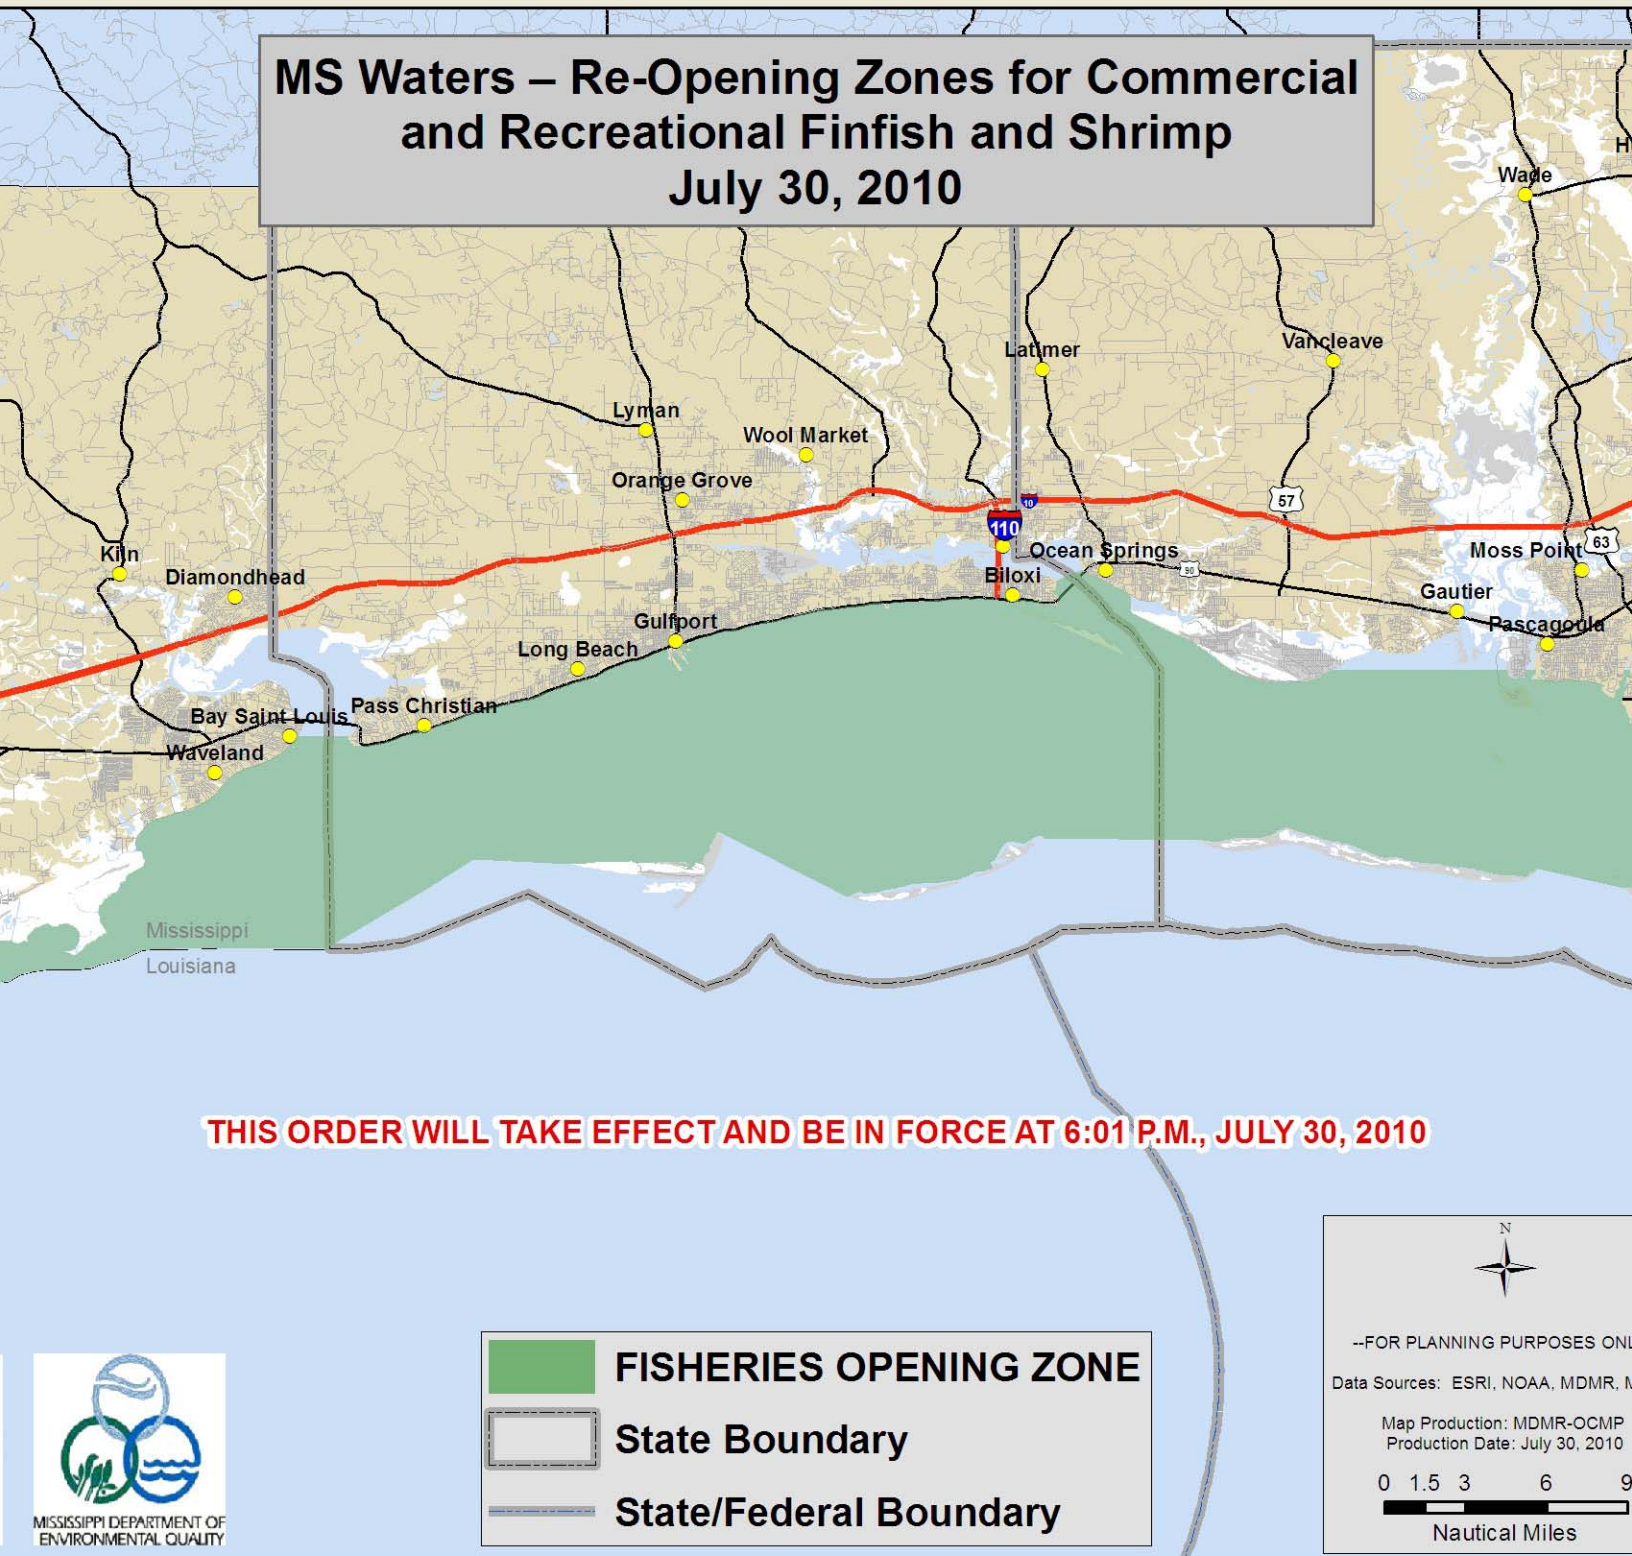 MS Waters – Re-Opening Zones for Commercial
and Recreational Finfish and Shrimp
July 30, 2010
Wade
Vancleave
Latimer
Lyman
Wool Market
Orange Grove
57
10
110
63
Kiln
Ocean Springs
Moss Point
Diamondhead
Biloxi
90
Gautier
Gulfport
Pascagoula
Long Beach
Bay Saint Louis
Pass Christian
Waveland
Mississippi
Louisiana
THIS ORDER WILL TAKE EFFECT AND BE IN FORCE AT 6:01 P.M., JULY 30, 2010
N
--FOR PLANNING PURPOSES ONL
Data Sources: ESRI, NOAA, MDMR, M
Map Production: MDMR-OCMP
Production Date: July 30, 2010
0 1.5 3 6 9
Nautical Miles
FISHERIES OPENING ZONE
State Boundary
State/Federal Boundary
MISSISSIPPI DEPARTMENT OF
ENVIRONMENTAL QUALITY